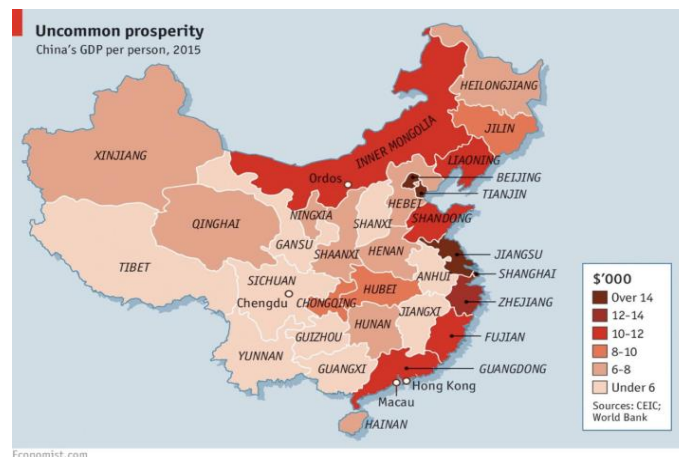 Uncommon prosperity
China's GDP per person, 2015
HEILONGJIANG
JILIN
INNER MONGOLIA
XINJIANG
LIAONING
Ordos
BEIJING
TIANJIN
HEBEI
NINGXIA
SHANXI
SHANDONG
QINGHAI
GANSU
SHAANXI
HENAN
JIANGSU
TIBET
ANHUI
SHANGHAI
SICHUAN
HUBEI
Chengdu
CHONGQING
ZHEJIANG
JIANGXI
HUNAN
FUJIAN
GUIZHOU
YUNNAN
GUANGXI
GUANGDONG
Hong Kong
Macau
HAINAN
$'000
Over 14
12-14
10-12
8-10
6-8
Under 6
Sources: CEIC;
World Bank
Economist.com